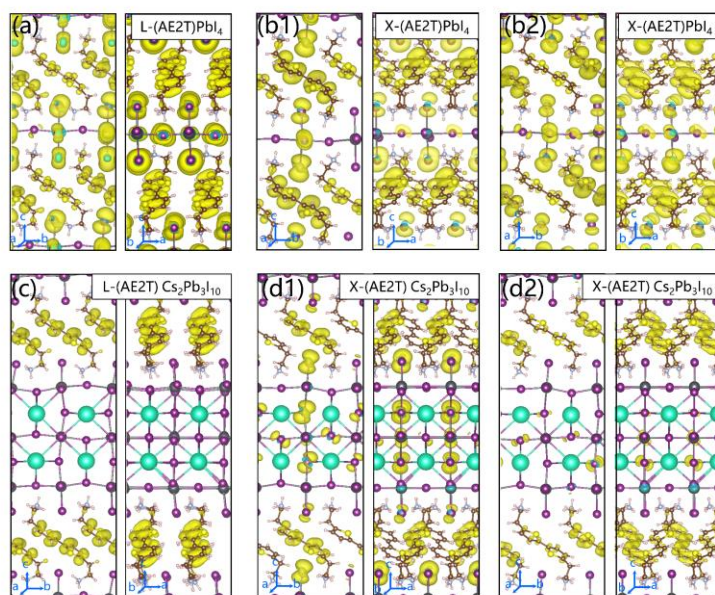 (a)
L-(AE2T)PbI4
(b1)
X-(AE2T)PbI4
(b2)
X-(AE2T)PbI4
c
a b
c
b a
c
a b
c
b a
c
a b
c
b a
(c)
L-(AE2T) Cs2Pb3I10
(d1)
X-(AE2T) Cs2Pb3I10
(d2)
X-(AE2T) Cs2Pb3I10
c
a b
c
b a
c
a b
c
b a
c
a b
c
b a